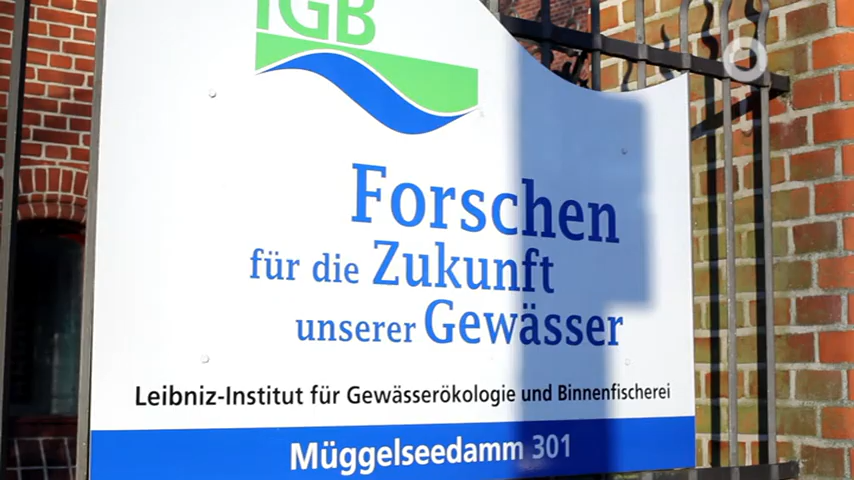 IGB
Forschen
für die Zukunft
unserer Gewässer
Leibniz-Institut für Gewässerökologie und Binnenfischerei
Müggelseedamm 301